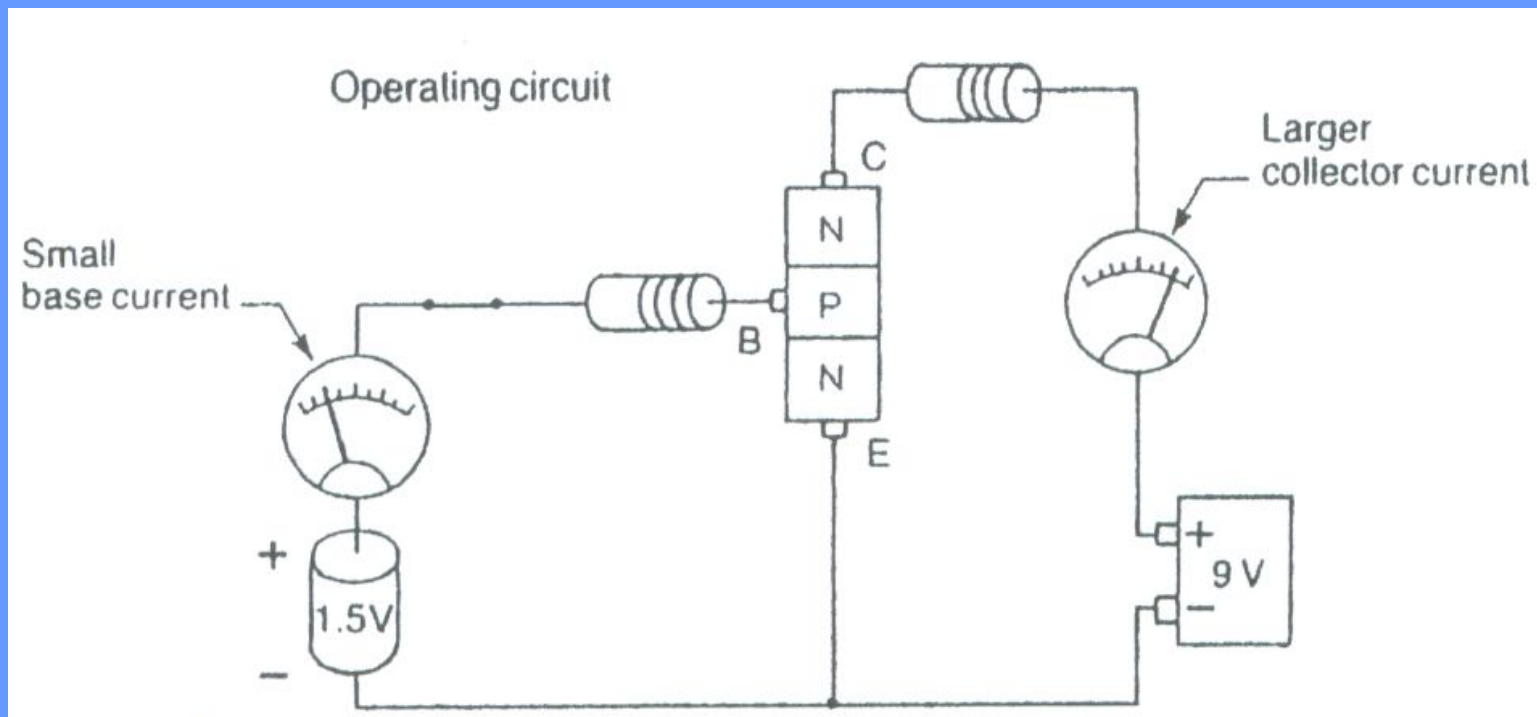 Operating circuit
Larger
collector current
C
N
Small
base current
P
B
N
E
+
+
9 V
1.5V
−
−